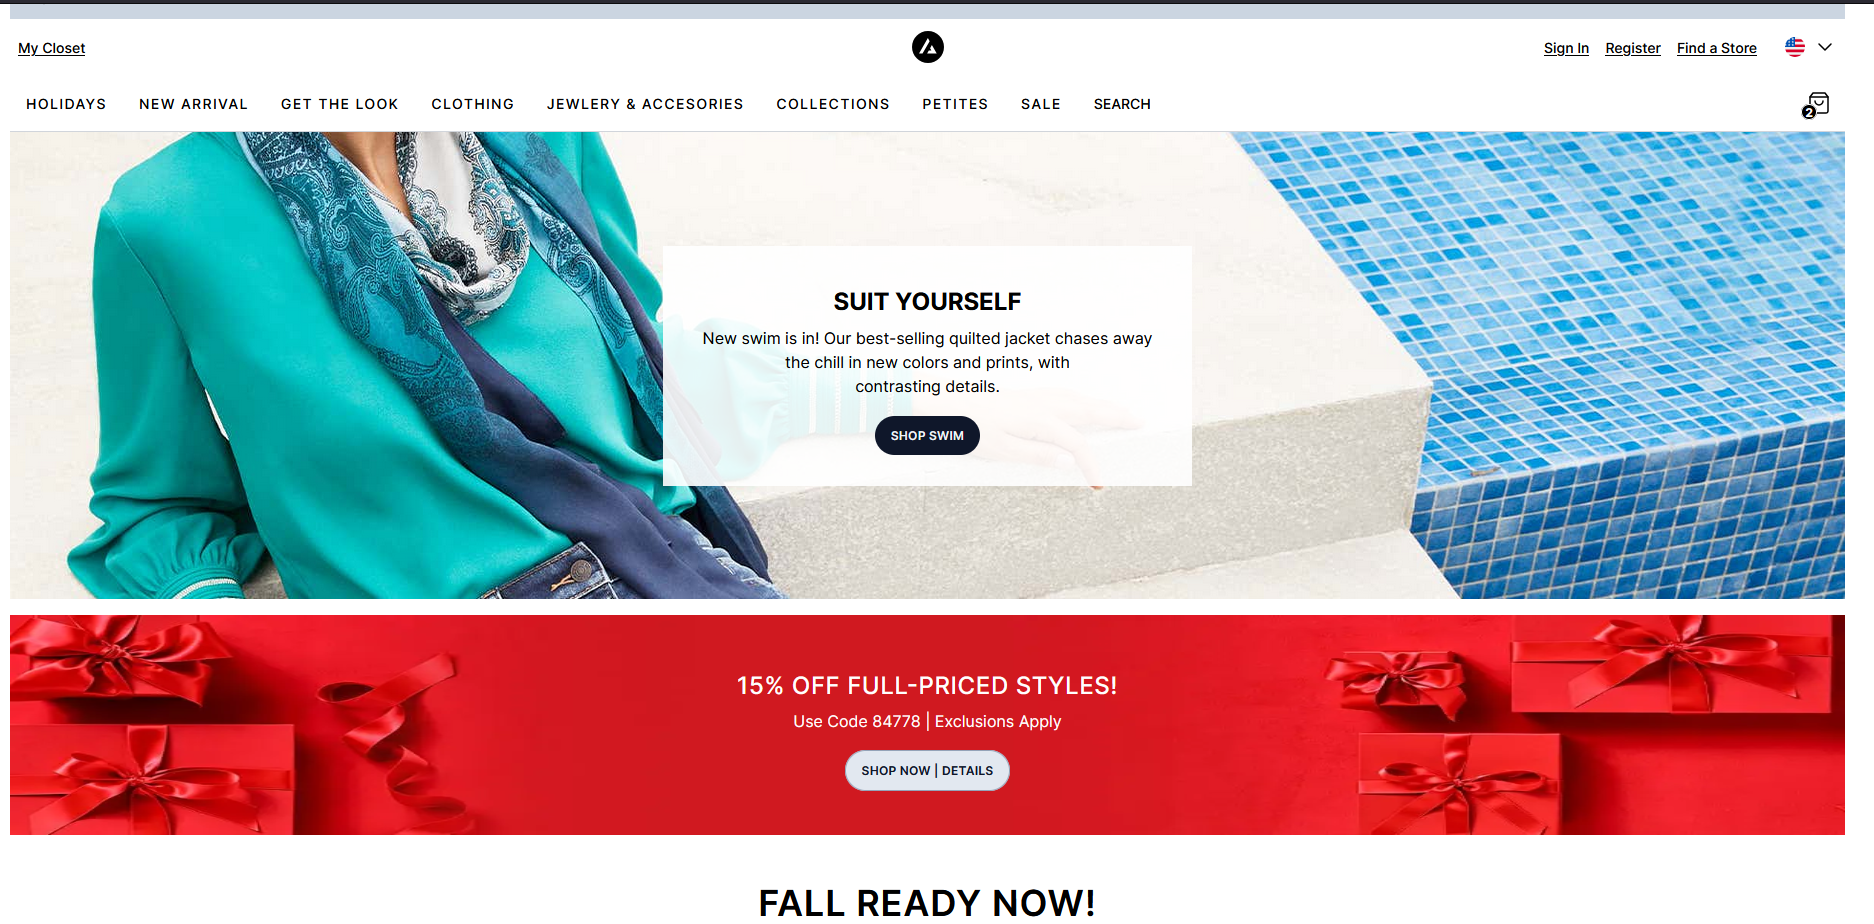 My Closet
Sign In Register Find a Store
HOLIDAYS NEW ARRIVAL GET THE LOOK CLOTHING JEWLERY & ACCESORIES COLLECTIONS PETITES SALE SEARCH
2
SUIT YOURSELF
New swim is in! Our best-selling quilted jacket chases away
the chill in new colors and prints, with
contrasting details.
SHOP SWIM
15% OFF FULL-PRICED STYLES!
Use Code 84778 | Exclusions Apply
SHOP NOW | DETAILS
FALL READY NOW!